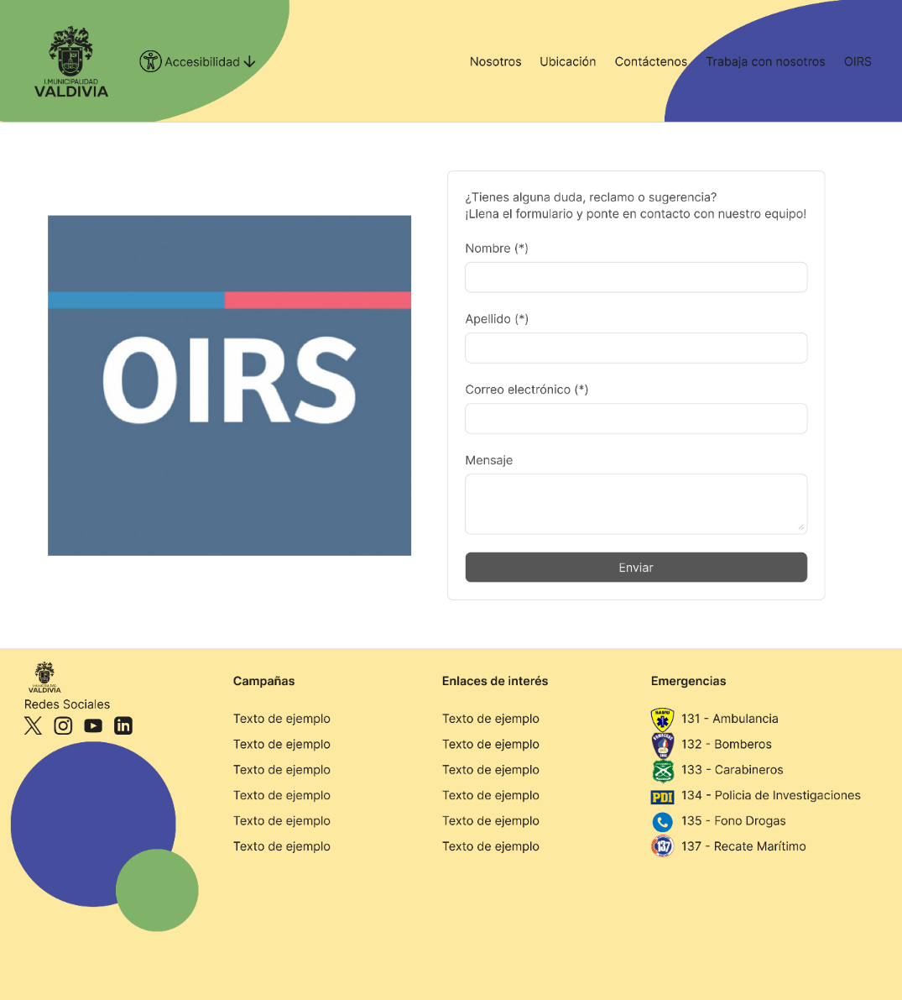 I.MUNICIPALIDAD
VALDIVIA
Accesibilidad
Nosotros Ubicación Contáctenos Trabaja con nosotros OIRS
OIRS
¿Tienes alguna duda, reclamo o sugerencia?
¡Llena el formulario y ponte en contacto con nuestro equipo!
Nombre (*)
Apellido (*)
Correo electrónico (*)
Mensaje
Enviar
I.MUNICIPALIDAD
VALDIVIA
Redes Sociales
Campañas
Texto de ejemplo
Texto de ejemplo
Texto de ejemplo
Texto de ejemplo
Texto de ejemplo
Texto de ejemplo
Enlaces de interés
Texto de ejemplo
Texto de ejemplo
Texto de ejemplo
Texto de ejemplo
Texto de ejemplo
Texto de ejemplo
Emergencias
SAMU
131 - Ambulancia
BOMBEROS
132 - Bomberos
133 - Carabineros
PDI
134 - Policia de Investigaciones
135 - Fono Drogas
137
137 - Recate Marítimo